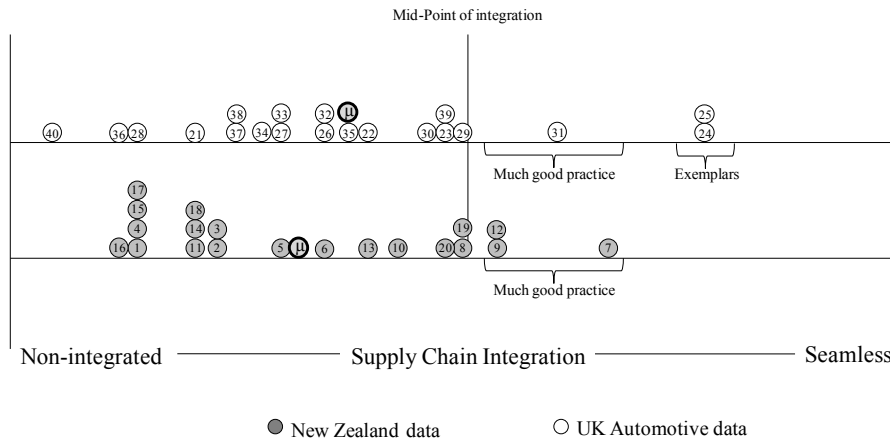 Mid-Point of integration
38 33 32 μ 39 25
40 36 28 21 37 34 27 26 35 22 30 23 29 31 24
Much good practice Exemplars
17
15 18
4 14 3 19 12
16 1 11 2 5 μ 6 13 10 20 8 9 7
Much good practice
Non-integrated Supply Chain Integration Seamless
New Zealand data UK Automotive data